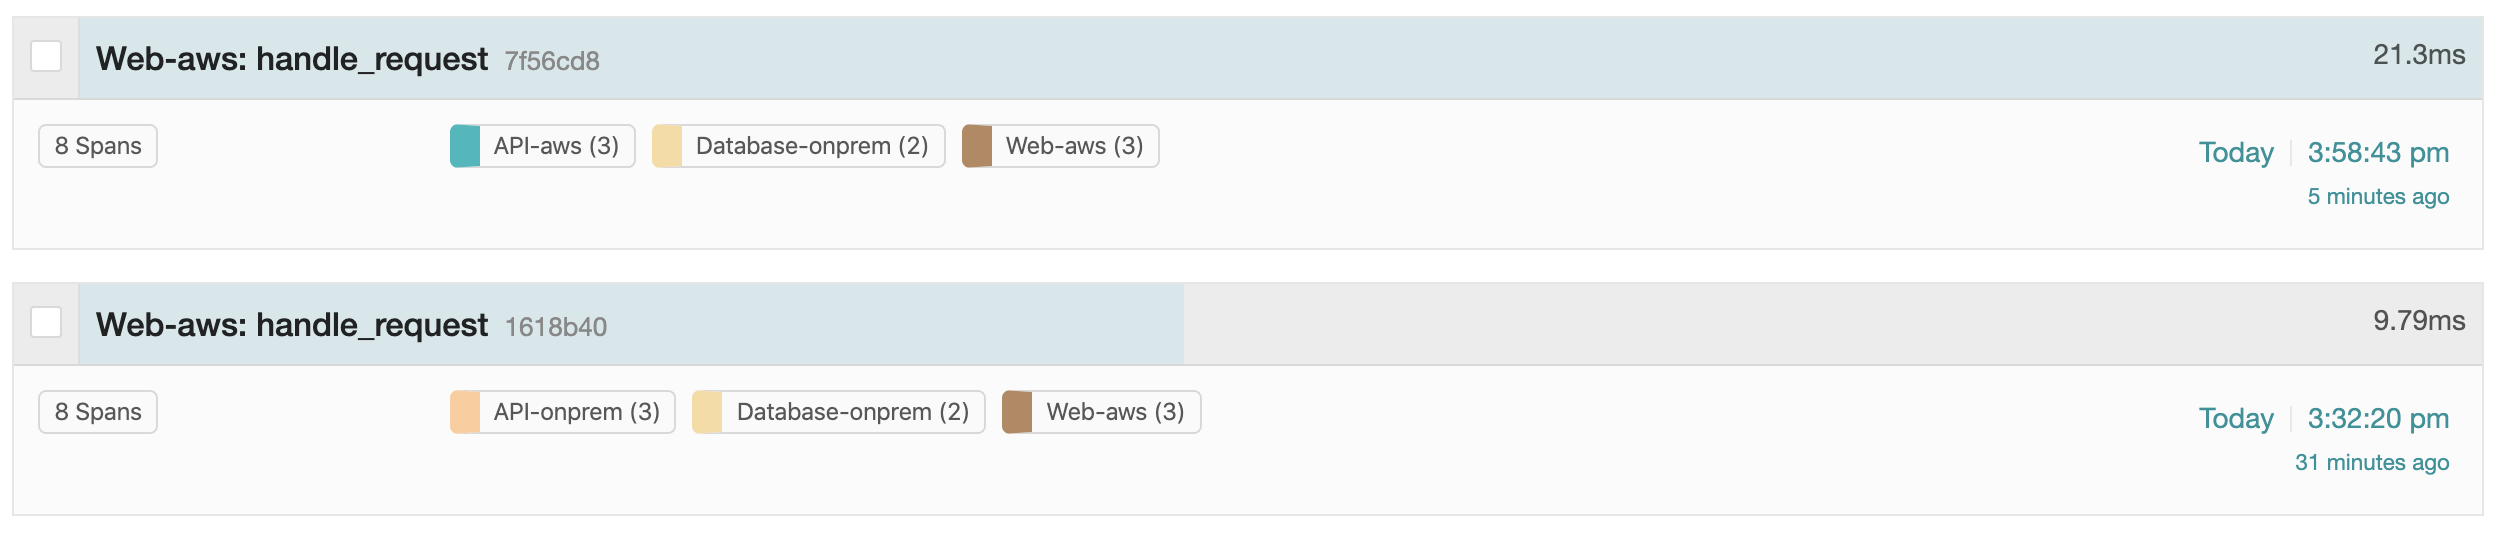 Web-aws: handle_request 7f56cd8 21.3ms
8 Spans API-aws (3) Database-onprem (2) Web-aws (3) Today 3:58:43 pm
5 minutes ago
Web-aws: handle_request 1618b40 9.79ms
8 Spans API-onprem (3) Database-onprem (2) Web-aws (3) Today 3:32:20 pm
31 minutes ago